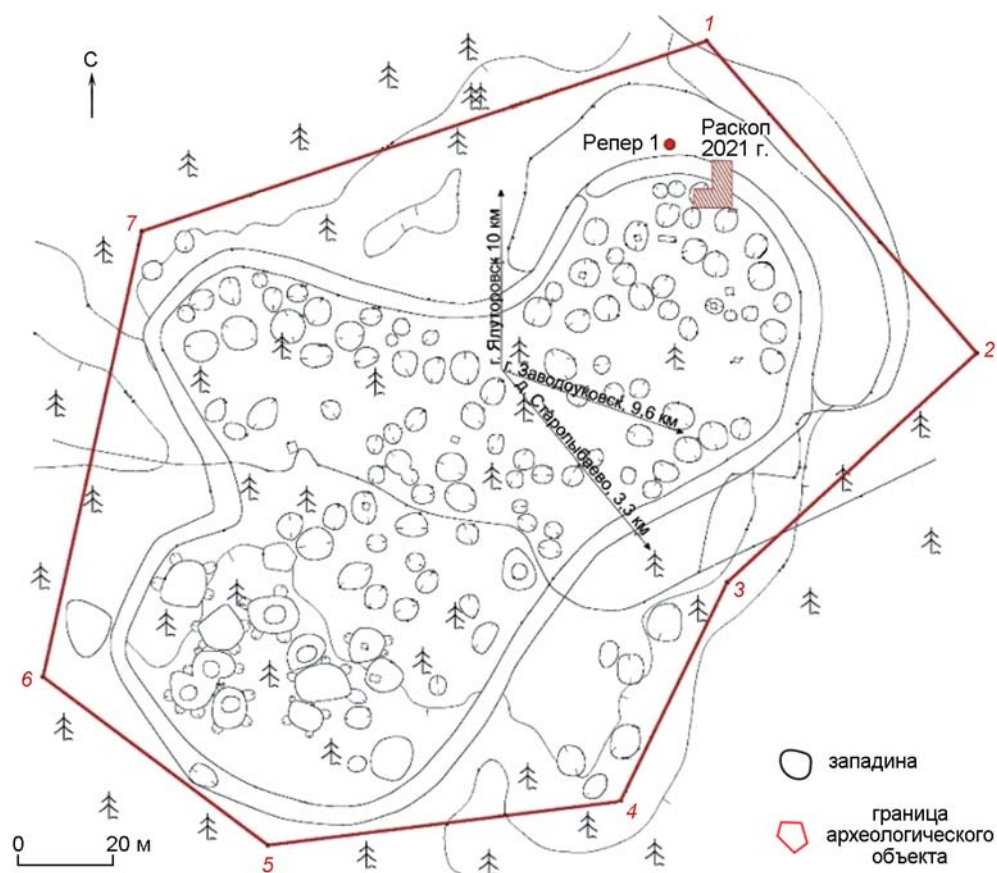 1
С
Репер 1
Раскоп
2021 г.
7
г. Ялуторовск 10 км
2
г. Заводоуковск, 9,6 км
д. Старолыбаево, 3,3 км
3
6
западина
4
0 20 м
5
граница
археологического
объекта